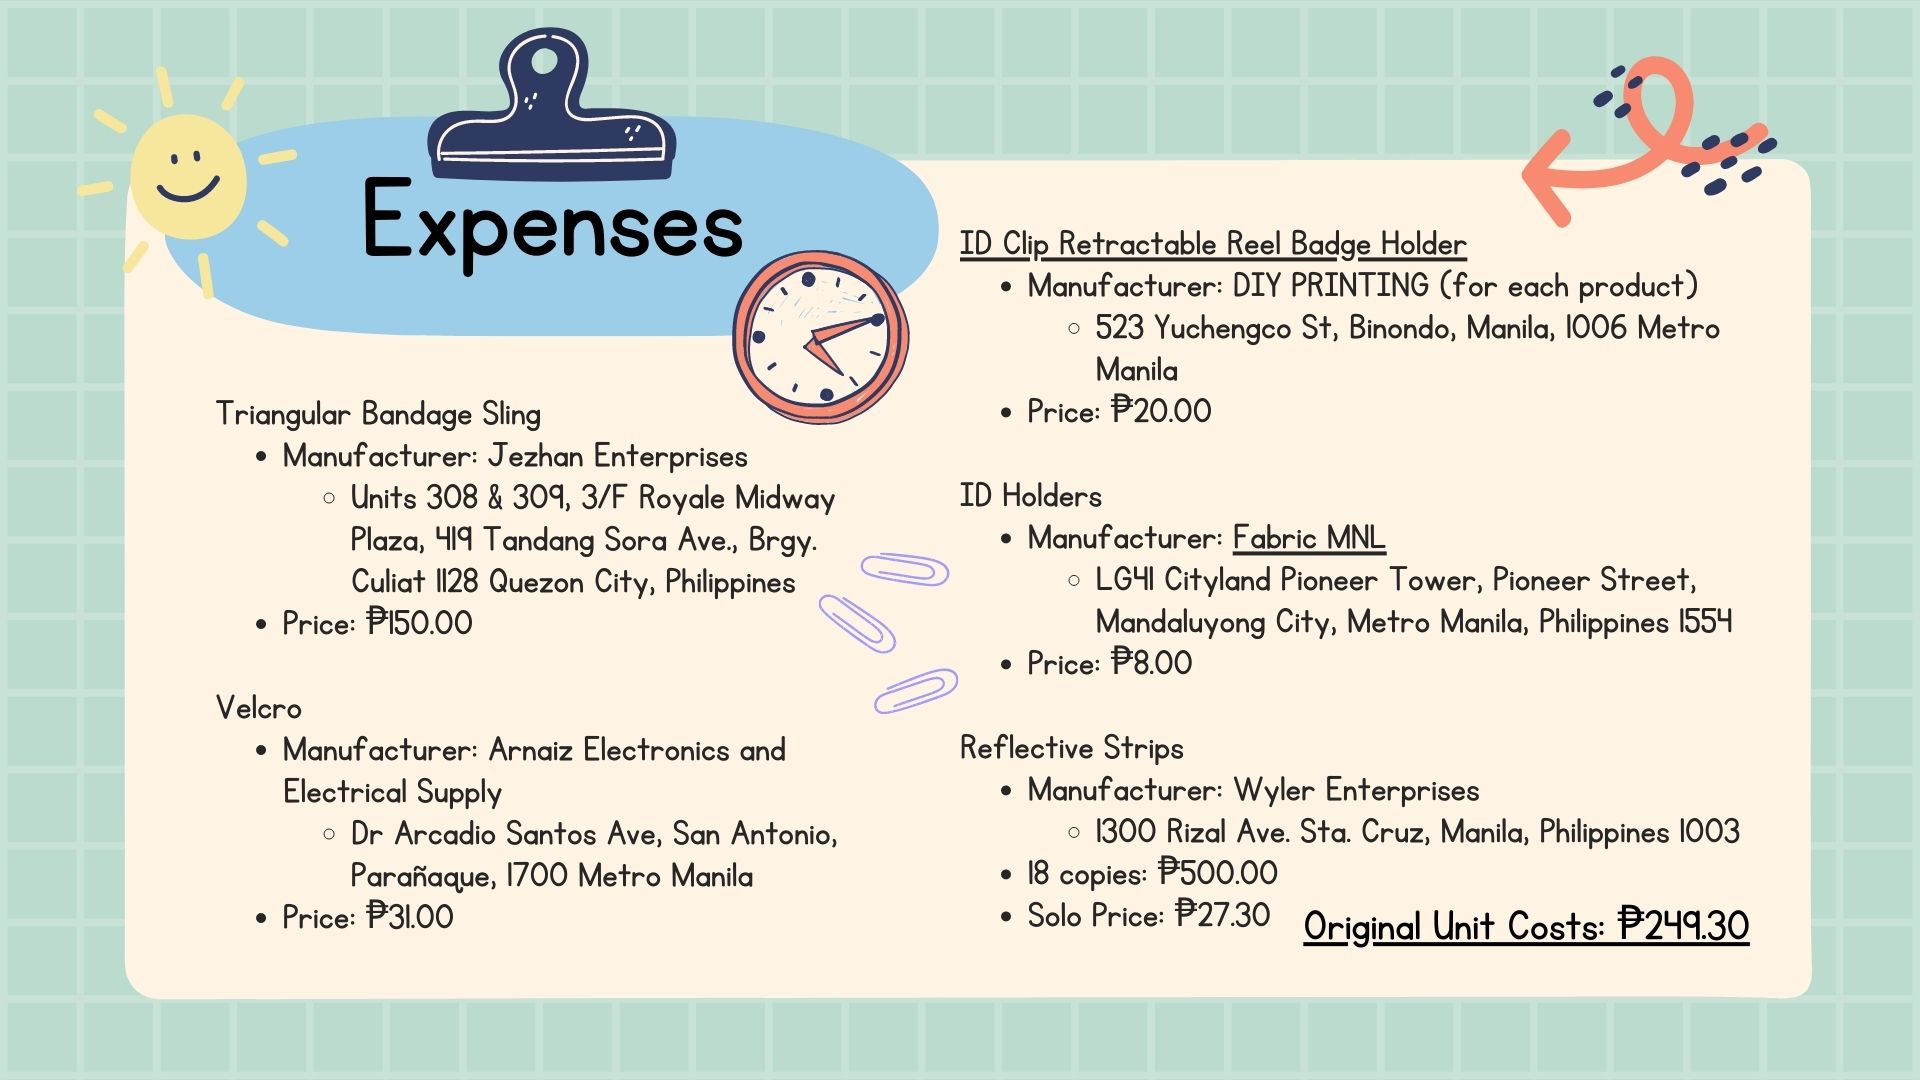 Expenses
Triangular Bandage Sling
• Manufacturer: Jezhan Enterprises
○ Units 308 & 309, 3/F Royale Midway
Plaza, 419 Tandang Sora Ave., Brgy.
Culiat 1128 Quezon City, Philippines
• Price: ₱150.00
Velcro
• Manufacturer: Arnaiz Electronics and
Electrical Supply
○ Dr Arcadio Santos Ave, San Antonio,
Parañaque, 1700 Metro Manila
• Price: ₱31.00
ID Clip Retractable Reel Badge Holder
• Manufacturer: DIY PRINTING (for each product)
○ 523 Yuchengco St, Binondo, Manila, 1006 Metro
Manila
• Price: ₱20.00
ID Holders
• Manufacturer: Fabric MNL
○ LG41 Cityland Pioneer Tower, Pioneer Street,
Mandaluyong City, Metro Manila, Philippines 1554
• Price: ₱8.00
Reflective Strips
• Manufacturer: Wyler Enterprises
○ 1300 Rizal Ave. Sta. Cruz, Manila, Philippines 1003
• 18 copies: ₱500.00
• Solo Price: ₱27.30
Original Unit Costs: ₱249.30